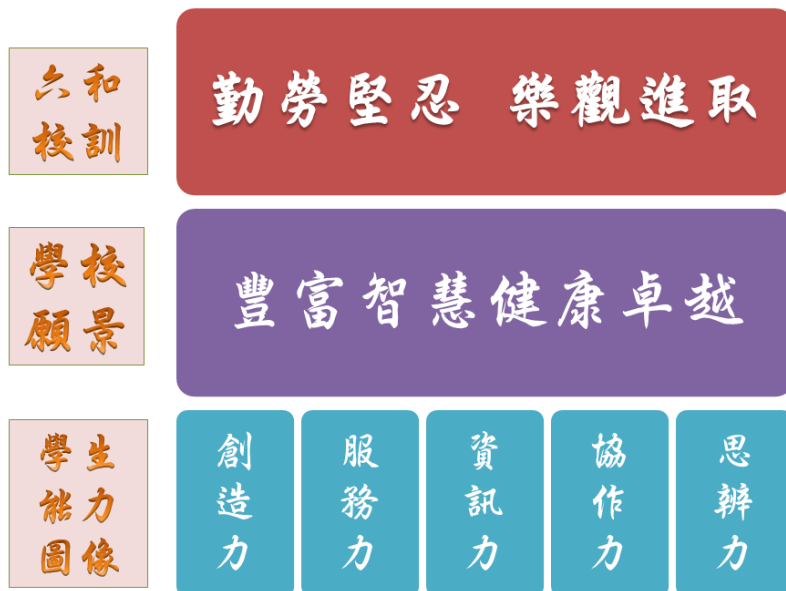 六和
校訓
勤勞堅忍 樂觀進取
學校
願景
豐富智慧健康卓越
學生
能力
圖像
創造力
服務力
資訊力
協作力
思辨力